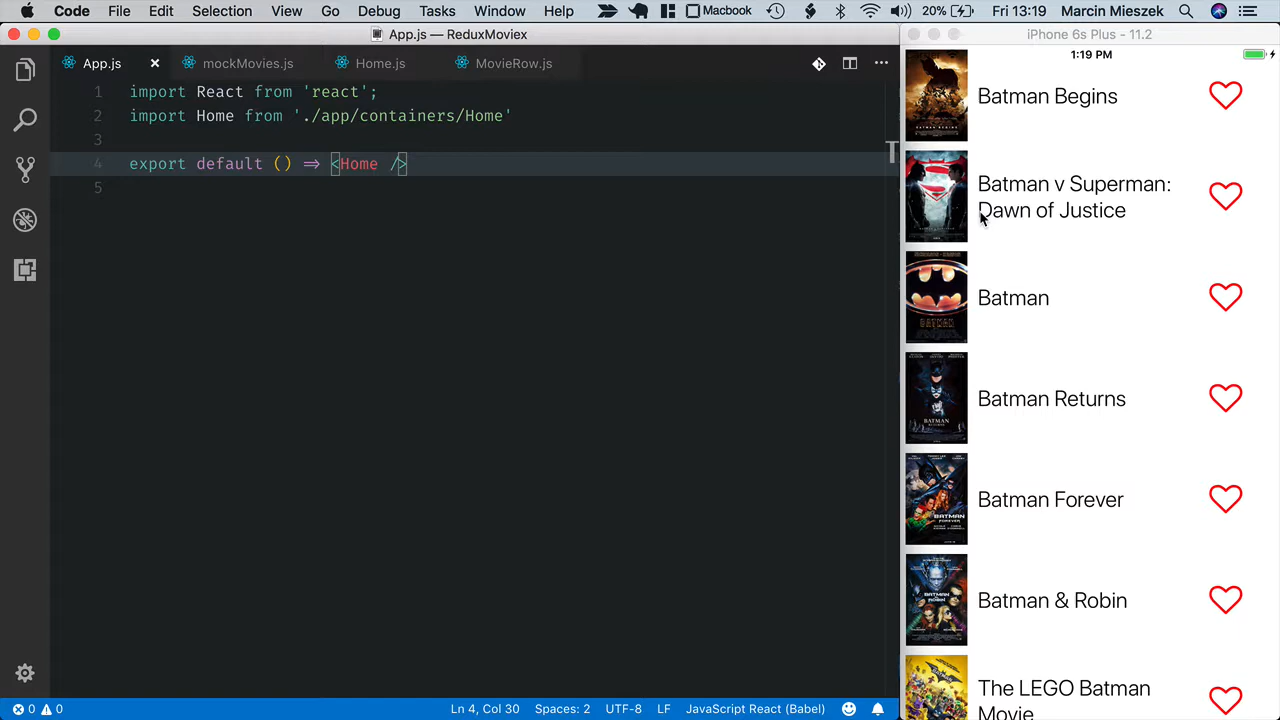 Code File Edit Selection View Go Debug Tasks Window Help Macbook 20% Fri 13:19 Marcin Mieszek
App.js — ReduxMoviex
iPhone 6s Plus - 11.2
App.js Home.js MovieRow.js
1:19 PM
1 import React from 'react';
2 import Home from './app/containers/Home'
3
4 export () => <Home />
5
Batman Begins
Batman v Superman:
Dawn of Justice
Batman
Batman Returns
Batman Forever
Batman & Robin
The LEGO Batman
Movie
0 0 Ln 4, Col 30 Spaces: 2 UTF-8 LF JavaScript React (Babel)